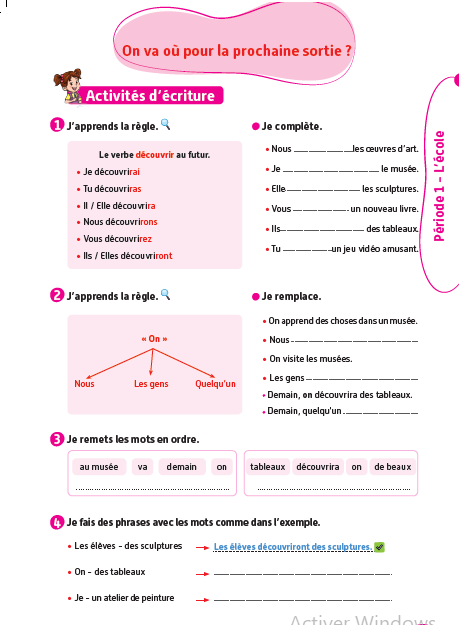 On va où pour la prochaine sortie ?
Activités d'écriture
1 J'apprends la règle.
Le verbe découvrir au futur.
• Je découvrirai
• Tu découvriras
• Il / Elle découvrira
• Nous découvrirons
• Vous découvrirez
• Ils / Elles découvriront
Je complète.
• Nous ............ les œuvres d'art.
• Je ............ le musée.
• Elle ............ les sculptures.
• Vous ............ un nouveau livre.
• Ils ............ des tableaux.
• Tu ............ un jeu vidéo amusant.
Période 1 - L'école
2 J'apprends la règle.
« On »
Nous Les gens Quelqu'un
Je remplace.
• On apprend des choses dans un musée.
• Nous ............
• On visite les musées.
• Les gens ............
• Demain, on découvrira des tableaux.
• Demain, quelqu'un ............
3 Je remets les mots en ordre.
au musée va demain on
tableaux découvrira on de beaux
4 Je fais des phrases avec les mots comme dans l'exemple.
• Les élèves - des sculptures → Les élèves découvriront des sculptures.
• On - des tableaux →
• Je - un atelier de peinture →
Activer Windows